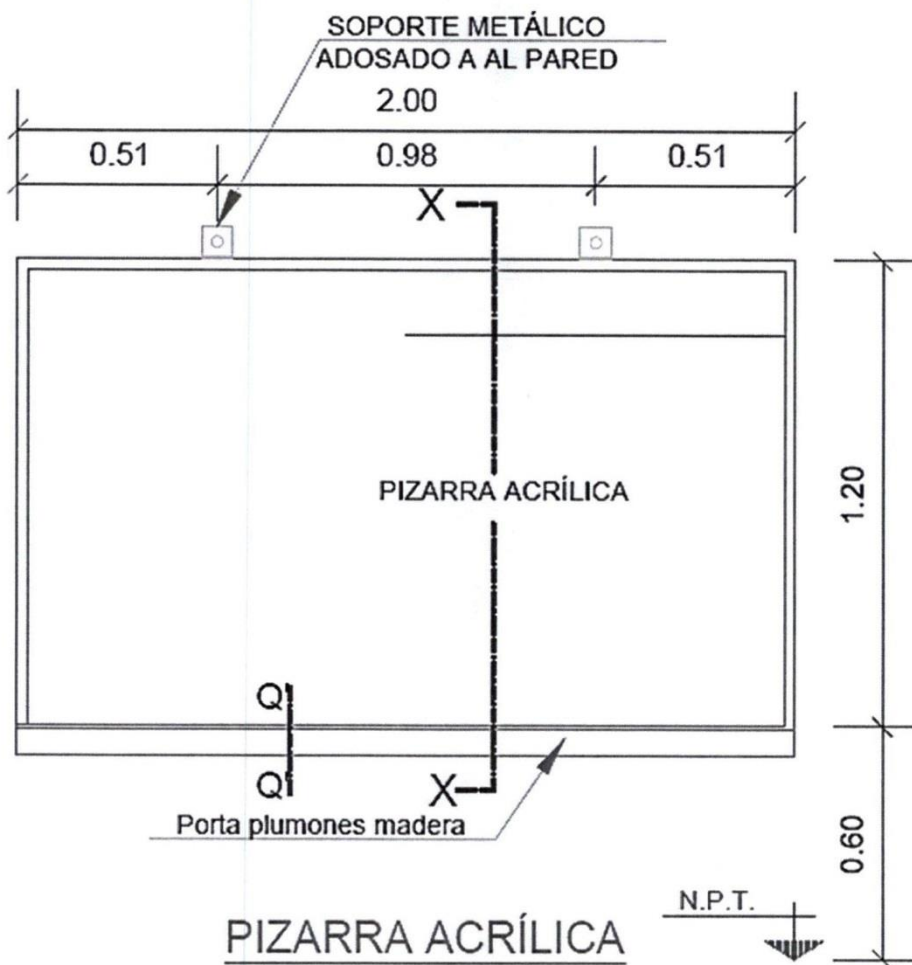 SOPORTE METÁLICO
ADOSADO A AL PARED
2.00
0.51 0.98 0.51
X
PIZARRA ACRÍLICA
1.20
Q
Q
X
Porta plumones madera
0.60
N.P.T.
PIZARRA ACRÍLICA